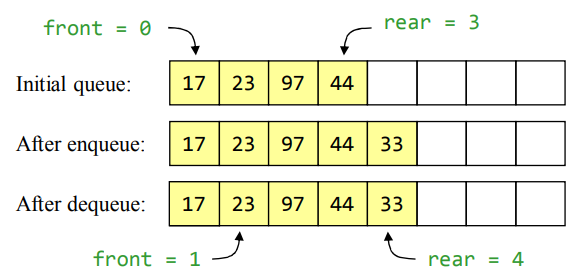 front = 0
rear = 3
Initial queue: 17 23 97 44
After enqueue: 17 23 97 44 33
After dequeue: 17 23 97 44 33
front = 1
rear = 4